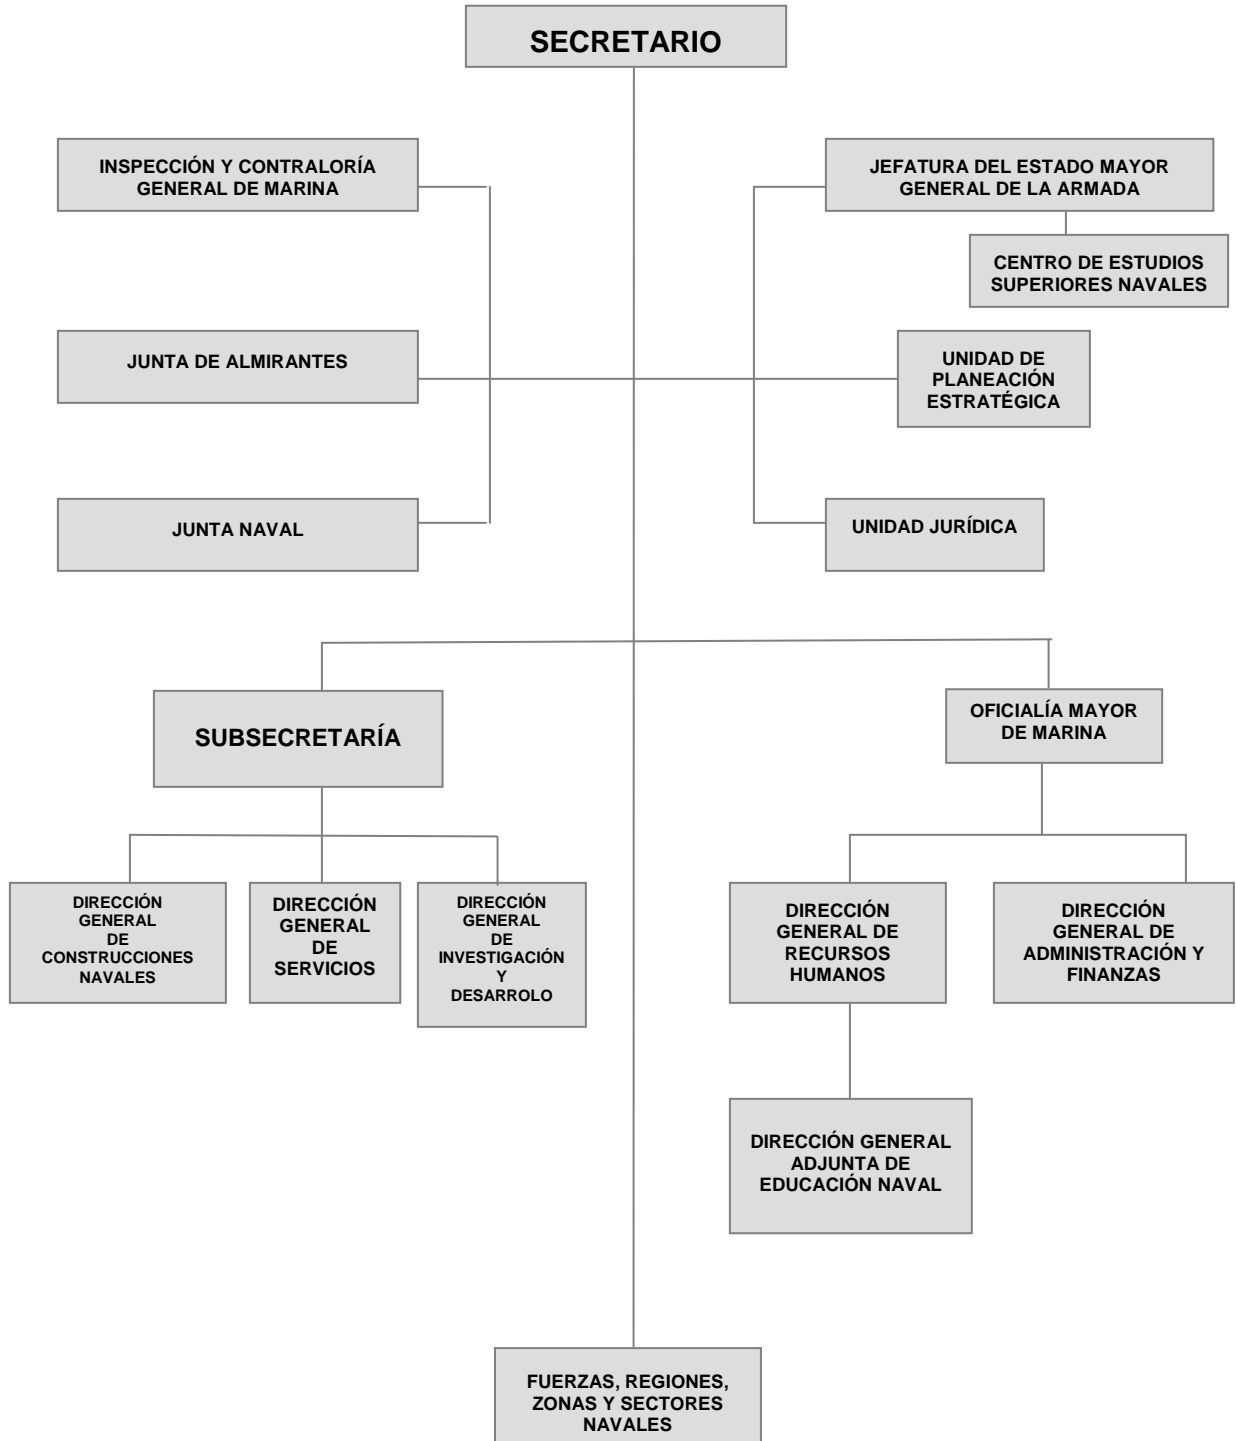 SECRETARIO
INSPECCIÓN Y CONTRALORÍA
GENERAL DE MARINA
JEFATURA DEL ESTADO MAYOR
GENERAL DE LA ARMADA
CENTRO DE ESTUDIOS
SUPERIORES NAVALES
JUNTA DE ALMIRANTES
UNIDAD DE
PLANEACIÓN
ESTRATÉGICA
JUNTA NAVAL
UNIDAD JURÍDICA
SUBSECRETARÍA
OFICIALÍA MAYOR
DE MARINA
DIRECCIÓN
GENERAL
DE
CONSTRUCCIONES
NAVALES
DIRECCIÓN
GENERAL
DE
SERVICIOS
DIRECCIÓN
GENERAL
DE
INVESTIGACIÓN
Y
DESARROLO
DIRECCIÓN
GENERAL DE
RECURSOS
HUMANOS
DIRECCIÓN
GENERAL DE
ADMINISTRACIÓN Y
FINANZAS
DIRECCIÓN GENERAL
ADJUNTA DE
EDUCACIÓN NAVAL
FUERZAS, REGIONES,
ZONAS Y SECTORES
NAVALES